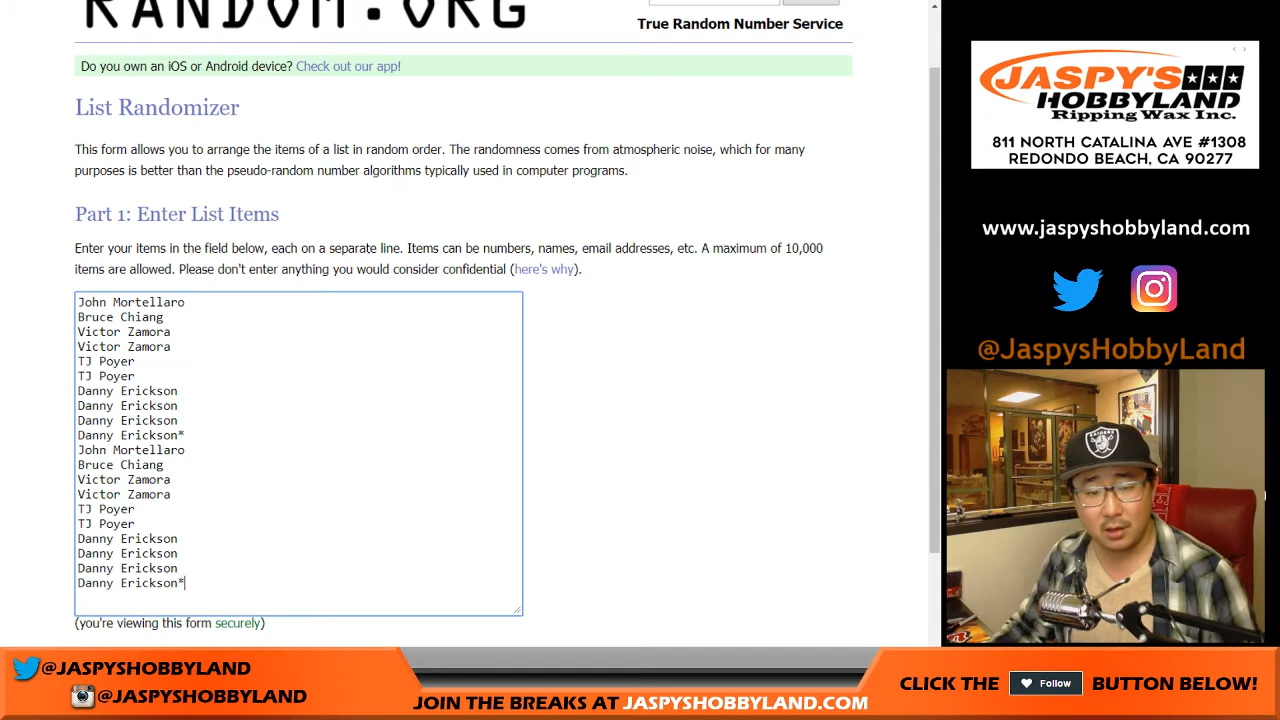 RANDOM.ORG
True Random Number Service
Do you own an iOS or Android device? Check out our app!
List Randomizer
This form allows you to arrange the items of a list in random order. The randomness comes from atmospheric noise, which for many
purposes is better than the pseudo-random number algorithms typically used in computer programs.
Part 1: Enter List Items
Enter your items in the field below, each on a separate line. Items can be numbers, names, email addresses, etc. A maximum of 10,000
items are allowed. Please don't enter anything you would consider confidential (here's why).
John Mortellaro
Bruce Chiang
Victor Zamora
Victor Zamora
TJ Poyer
TJ Poyer
Danny Erickson
Danny Erickson
Danny Erickson
Danny Erickson*
John Mortellaro
Bruce Chiang
Victor Zamora
Victor Zamora
TJ Poyer
TJ Poyer
Danny Erickson
Danny Erickson
Danny Erickson
Danny Erickson*
(you're viewing this form securely)
JASPY'S
HOBBYLAND
Ripping Wax Inc.
811 NORTH CATALINA AVE #1308
REDONDO BEACH, CA 90277
www.jaspyshobbyland.com
@JaspysHobbyLand
RAIDERS
@JASPYSHOBBYLAND
@JASPYSHOBBYLAND
JOIN THE BREAKS AT JASPYSHOBBYLAND.COM
CLICK THE Follow BUTTON BELOW!